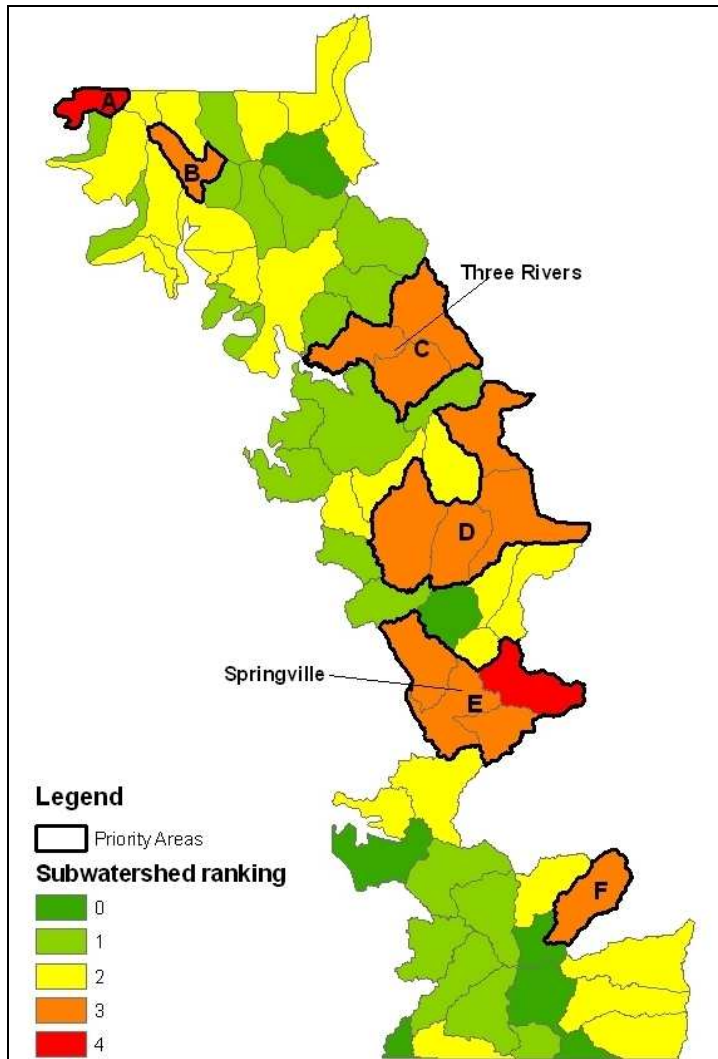 A
B
Three Rivers
C
D
Springville
E
F
Legend
Priority Areas
Subwatershed ranking
0
1
2
3
4